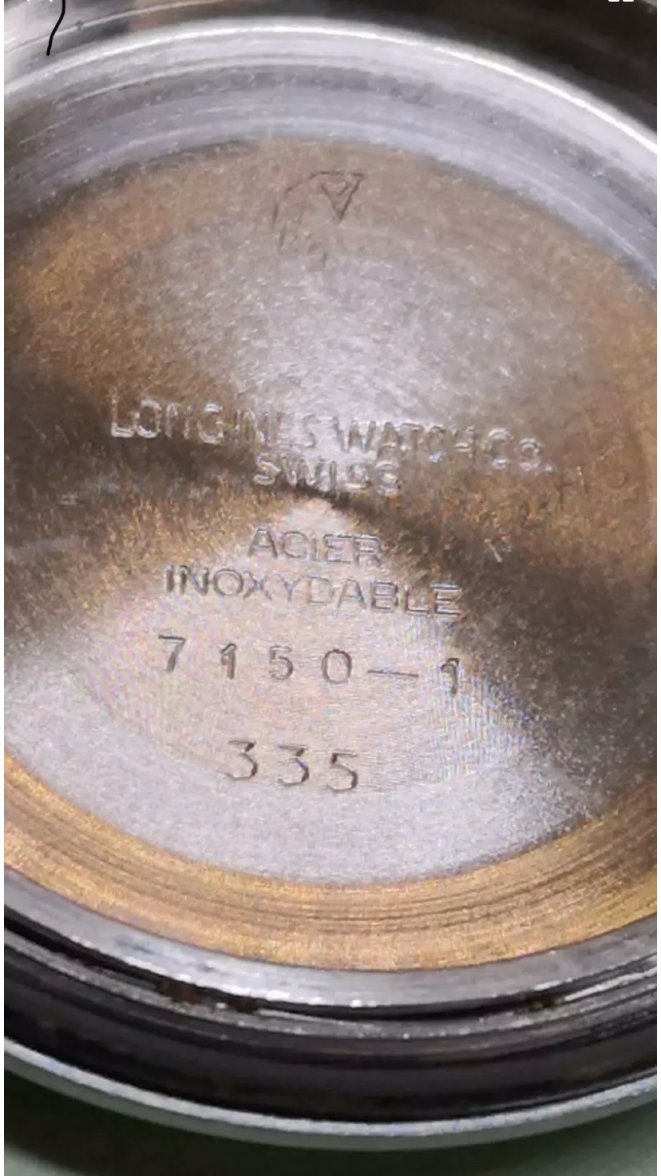 LONGINES WATCH CO.
SWISS
ACIER
INOXYDABLE
7150-1
335